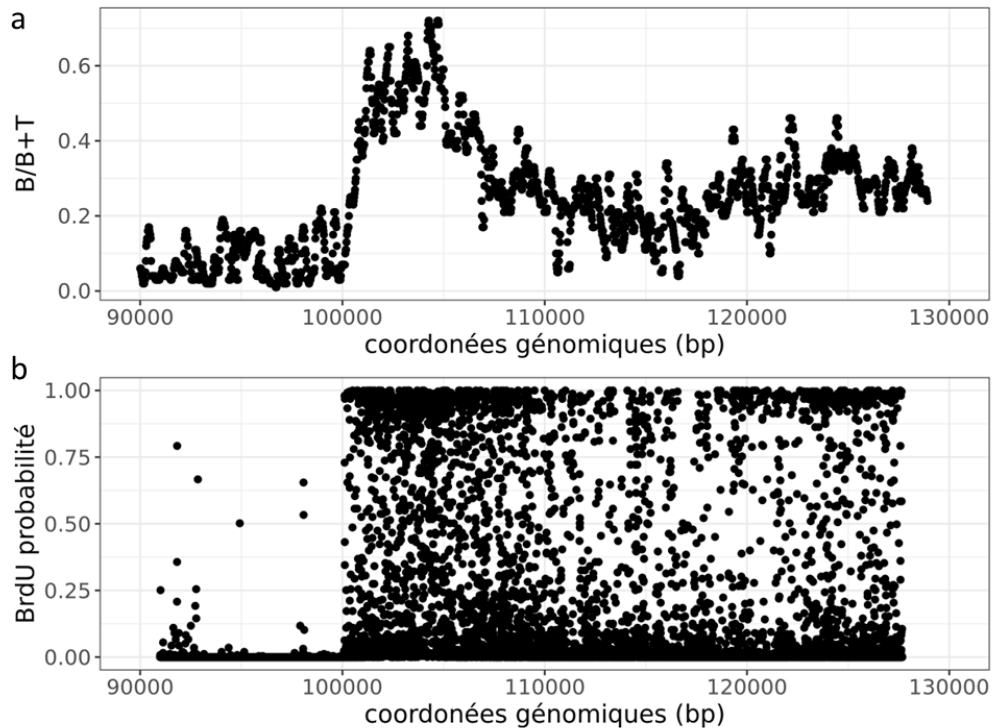 a
B/B+T
0.6
0.4
0.2
0.0
90000 100000 110000 120000 130000
coordonées génomiques (bp)
b
BrdU probabilité
1.00
0.75
0.50
0.25
0.00
90000 100000 110000 120000 130000
coordonées génomiques (bp)